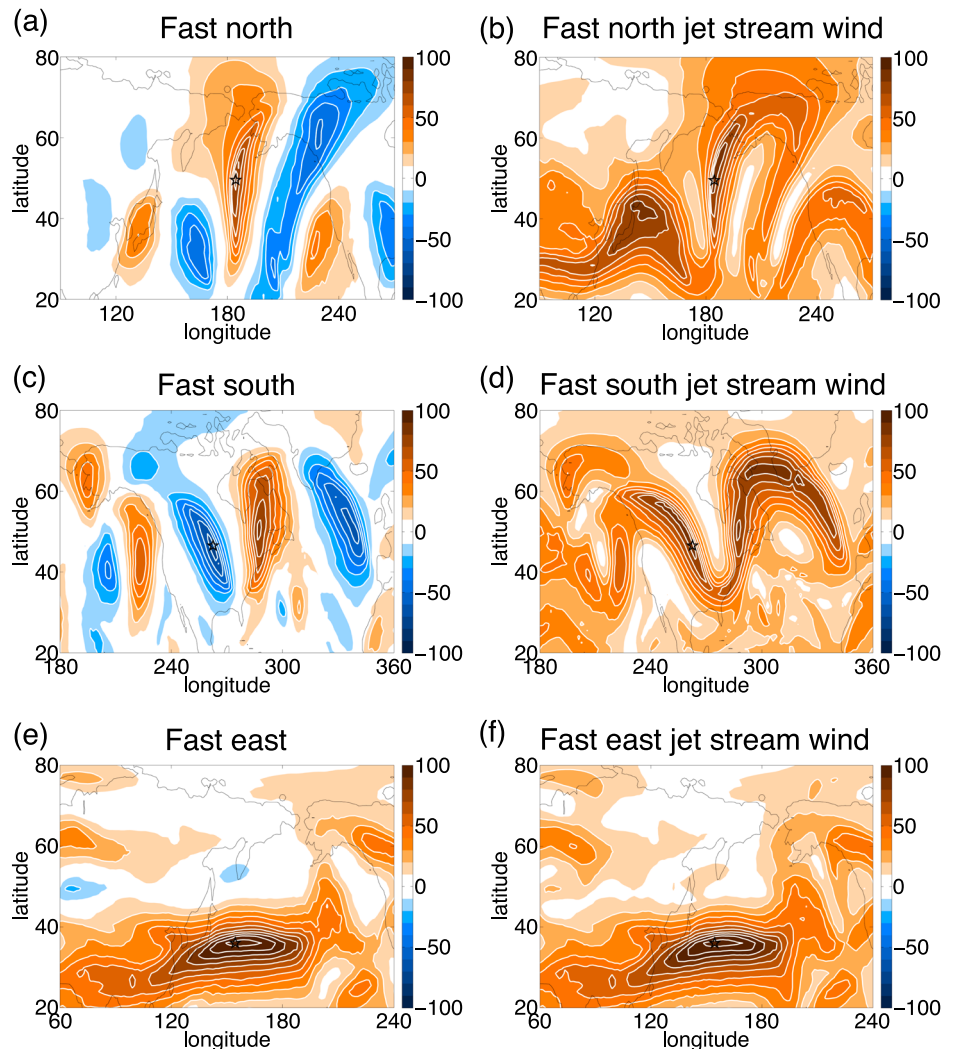 (a) Fast north
(b) Fast north jet stream wind
latitude
80
60
40
20
120 180 240
longitude
100
50
0
−50
−100
latitude
80
60
40
20
120 180 240
longitude
100
50
0
−50
−100
(c) Fast south
(d) Fast south jet stream wind
latitude
80
60
40
20
180 240 300 360
longitude
100
50
0
−50
−100
latitude
80
60
40
20
180 240 300 360
longitude
100
50
0
−50
−100
(e) Fast east
(f) Fast east jet stream wind
latitude
80
60
40
20
60 120 180 240
longitude
100
50
0
−50
−100
latitude
80
60
40
20
60 120 180 240
longitude
100
50
0
−50
−100